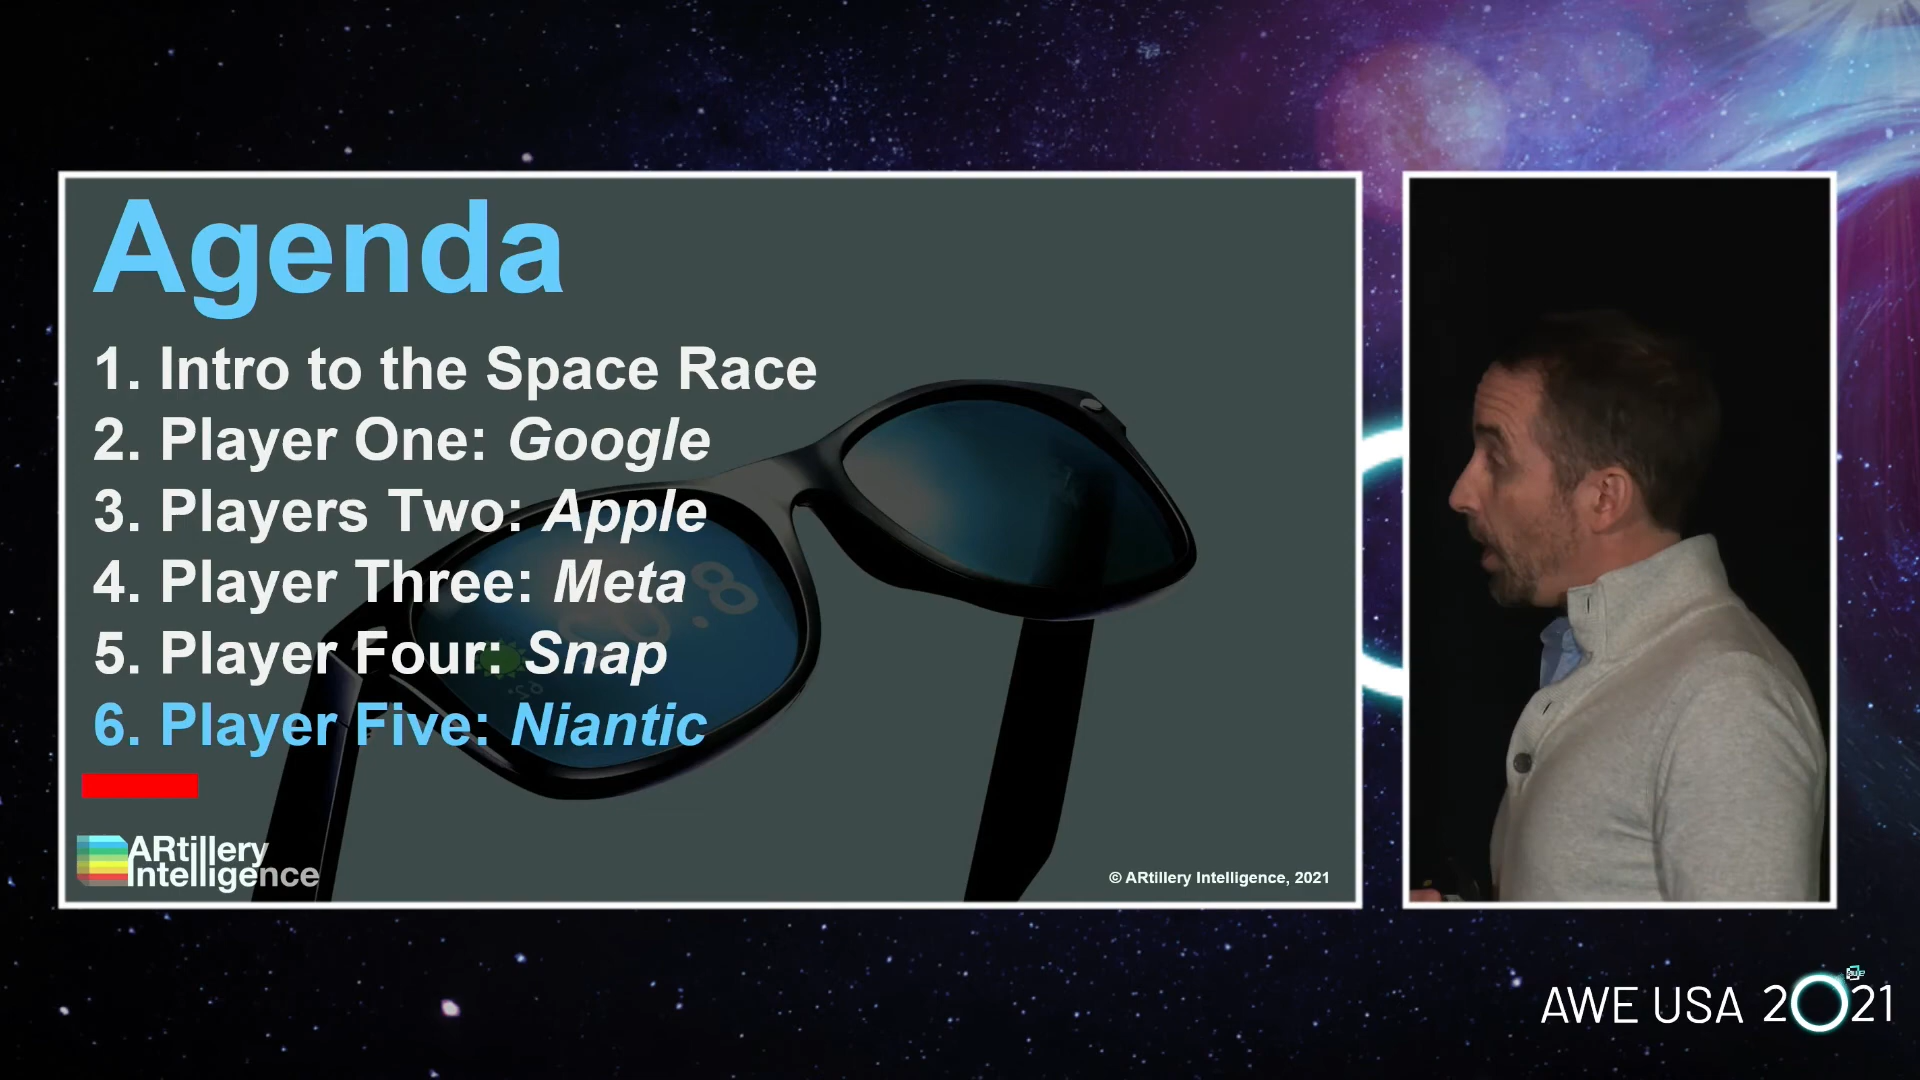 Agenda
1. Intro to the Space Race
2. Player One: Google
3. Players Two: Apple
4. Player Three: Meta
5. Player Four: Snap
6. Player Five: Niantic
ARtillery
Intelligence
© ARtillery Intelligence, 2021
AWE USA 2021